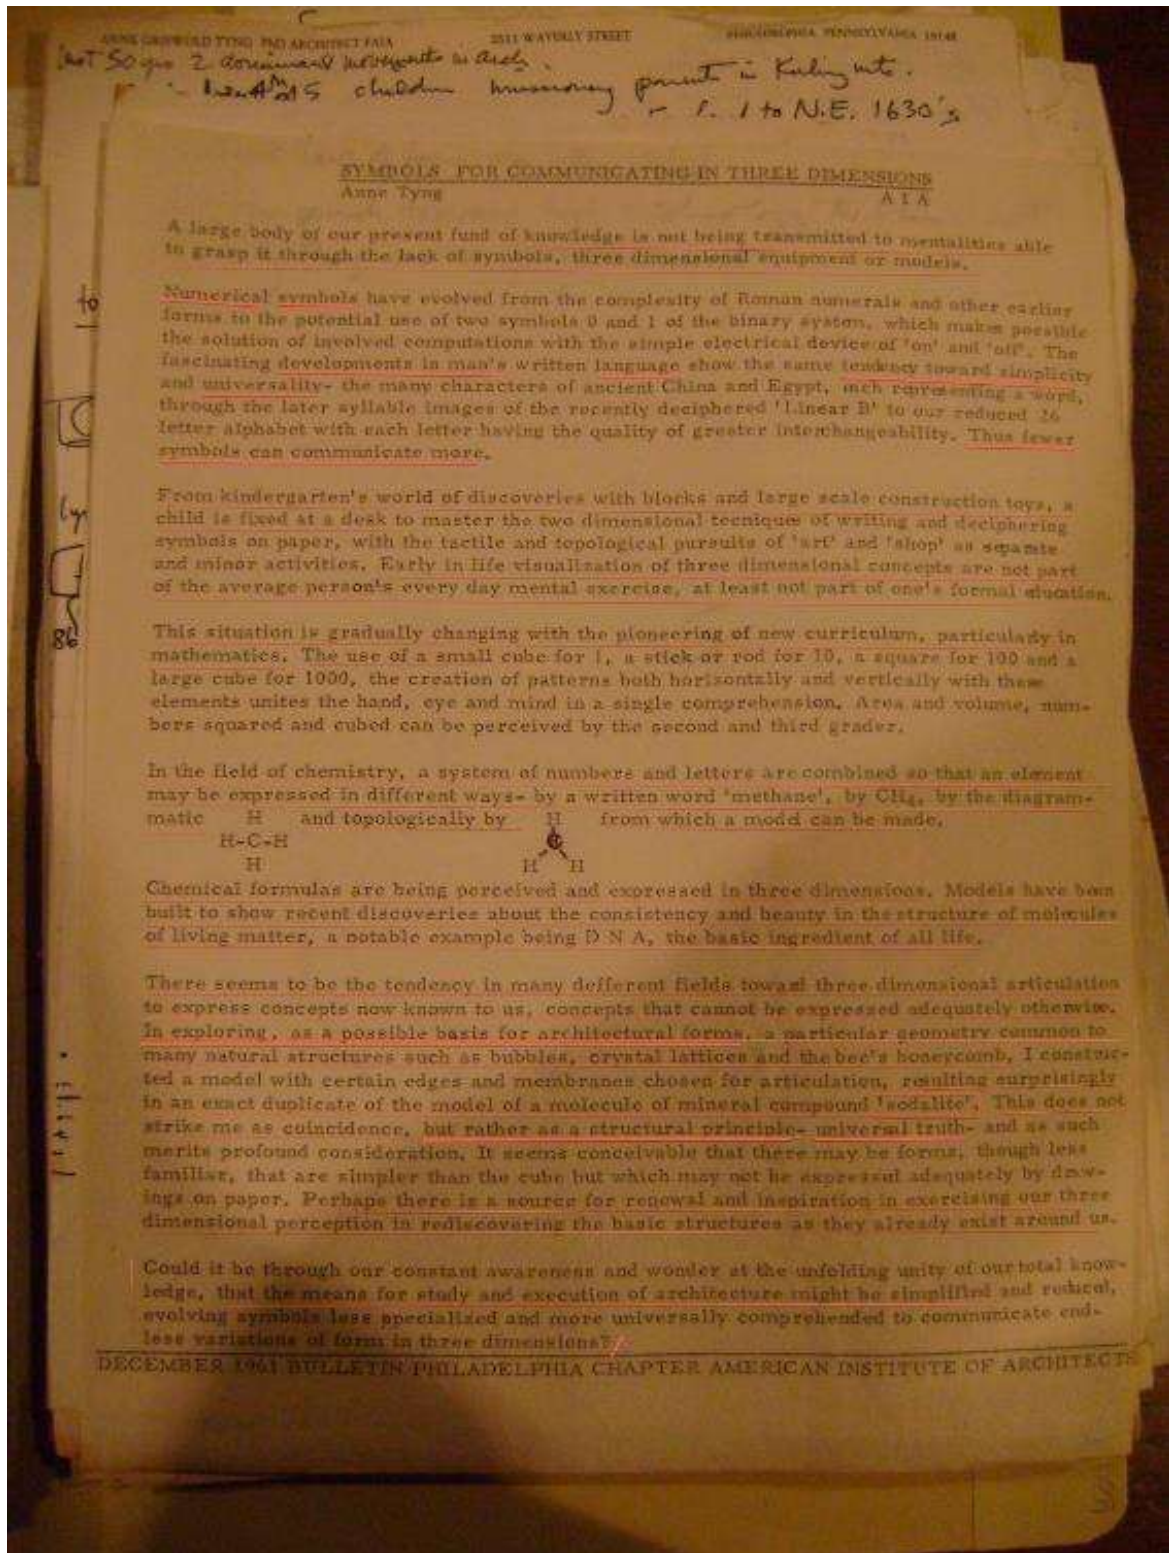 ANNE GRISWOLD TYNG PhD ARCHITECT FAIA 2511 WAVERLY STREET PHILADELPHIA PENNSYLVANIA 19146
last 50 yrs 2 dominant movements in Arch.
5 children missionary parents in Kuling mts.
1 to N.E. 1630's
SYMBOLS FOR COMMUNICATING IN THREE DIMENSIONS
Anne Tyng A I A
A large body of our present fund of knowledge is not being transmitted to mentalities able
to grasp it through the lack of symbols, three dimensional equipment or models.
Numerical symbols have evolved from the complexity of Roman numerals and other earlier
forms to the potential use of two symbols 0 and 1 of the binary system, which makes possible
the solution of involved computations with the simple electrical device of 'on' and 'off'. The
fascinating developments in man's written language show the same tendency toward simplicity
and universality- the many characters of ancient China and Egypt, each representing a word,
through the later syllable images of the recently deciphered 'Linear B' to our reduced 26
letter alphabet with each letter having the quality of greater interchangeability. Thus fewer
symbols can communicate more.
From kindergarten's world of discoveries with blocks and large scale construction toys, a
child is fixed at a desk to master the two dimensional tecniques of writing and deciphering
symbols on paper, with the tactile and topological pursuits of 'art' and 'shop' as separate
and minor activities. Early in life visualization of three dimensional concepts are not part
of the average person's every day mental exercise, at least not part of one's formal education.
This situation is gradually changing with the pioneering of new curriculum, particularly in
mathematics. The use of a small cube for 1, a stick or rod for 10, a square for 100 and a
large cube for 1000, the creation of patterns both horizontally and vertically with these
elements unites the hand, eye and mind in a single comprehension. Area and volume, num-
bers squared and cubed can be perceived by the second and third grader.
In the field of chemistry, a system of numbers and letters are combined so that an element
may be expressed in different ways- by a written word 'methane', by CH4, by the diagram-
matic H and topologically by H from which a model can be made.
H-C-H C
H H H
Chemical formulas are being perceived and expressed in three dimensions. Models have been
built to show recent discoveries about the consistency and beauty in the structure of molecules
of living matter, a notable example being D N A, the basic ingredient of all life.
There seems to be the tendency in many defferent fields toward three dimensional articulation
to express concepts now known to us, concepts that cannot be expressed adequately otherwise.
In exploring, as a possible basis for architectural forms, a particular geometry common to
many natural structures such as bubbles, crystal lattices and the bee's honeycomb, I construc-
ted a model with certain edges and membranes chosen for articulation, resulting surprisingly
in an exact duplicate of the model of a molecule of mineral compound 'sodalite'. This does not
strike me as coincidence, but rather as a structural principle- universal truth- and as such
merits profound consideration. It seems conceivable that there may be forms, though less
familiar, that are simpler than the cube but which may not be expressed adequately by draw-
ings on paper. Perhaps there is a source for renewal and inspiration in exercising our three
dimensional perception in rediscovering the basic structures as they already exist around us.
Could it be through our constant awareness and wonder at the unfolding unity of our total know-
ledge, that the means for study and execution of architecture might be simplified and reduced,
evolving symbols less specialized and more universally comprehended to communicate end-
less variations of form in three dimensions?
DECEMBER 1961 BULLETIN PHILADELPHIA CHAPTER AMERICAN INSTITUTE OF ARCHITECTS
to
86